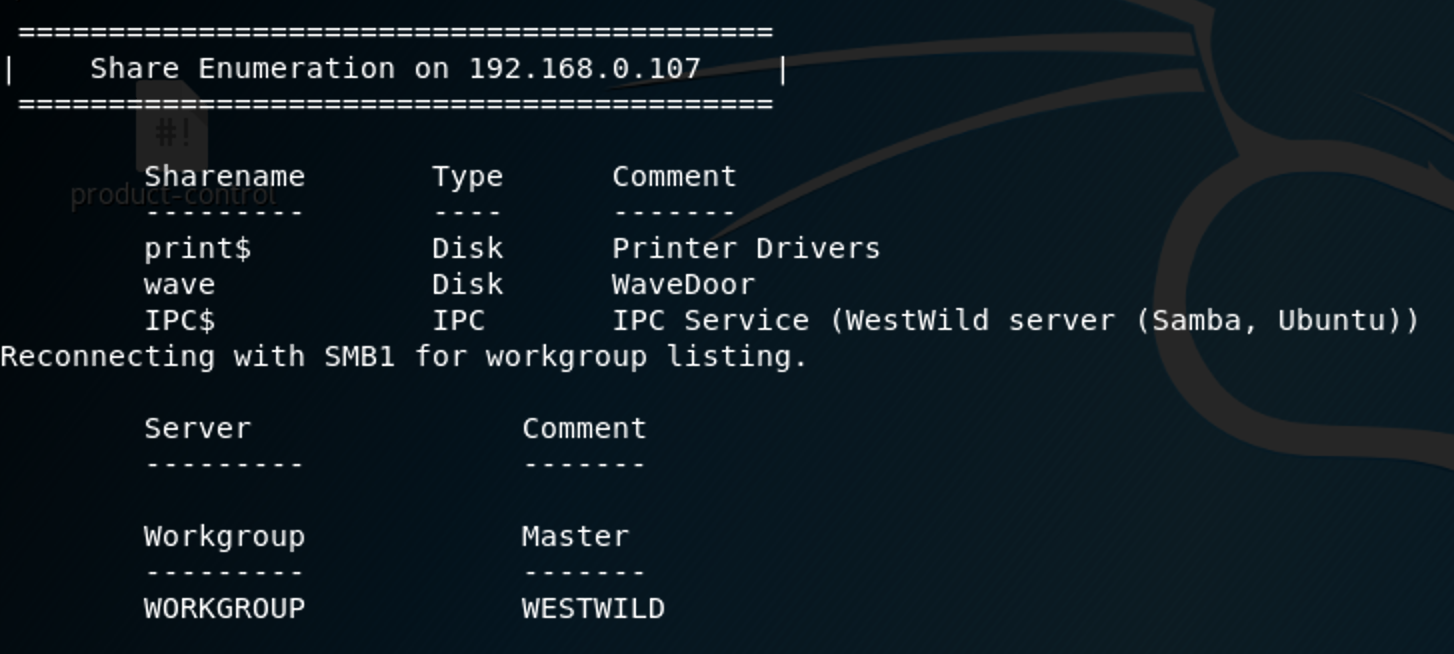 ==========================================
|    Share Enumeration on 192.168.0.107    |
==========================================
#!
product-control
Sharename       Type      Comment
---------       ----      -------
print$          Disk      Printer Drivers
wave            Disk      WaveDoor
IPC$            IPC       IPC Service (WestWild server (Samba, Ubuntu))
Reconnecting with SMB1 for workgroup listing.
Server               Comment
---------            -------
Workgroup            Master
---------            -------
WORKGROUP            WESTWILD